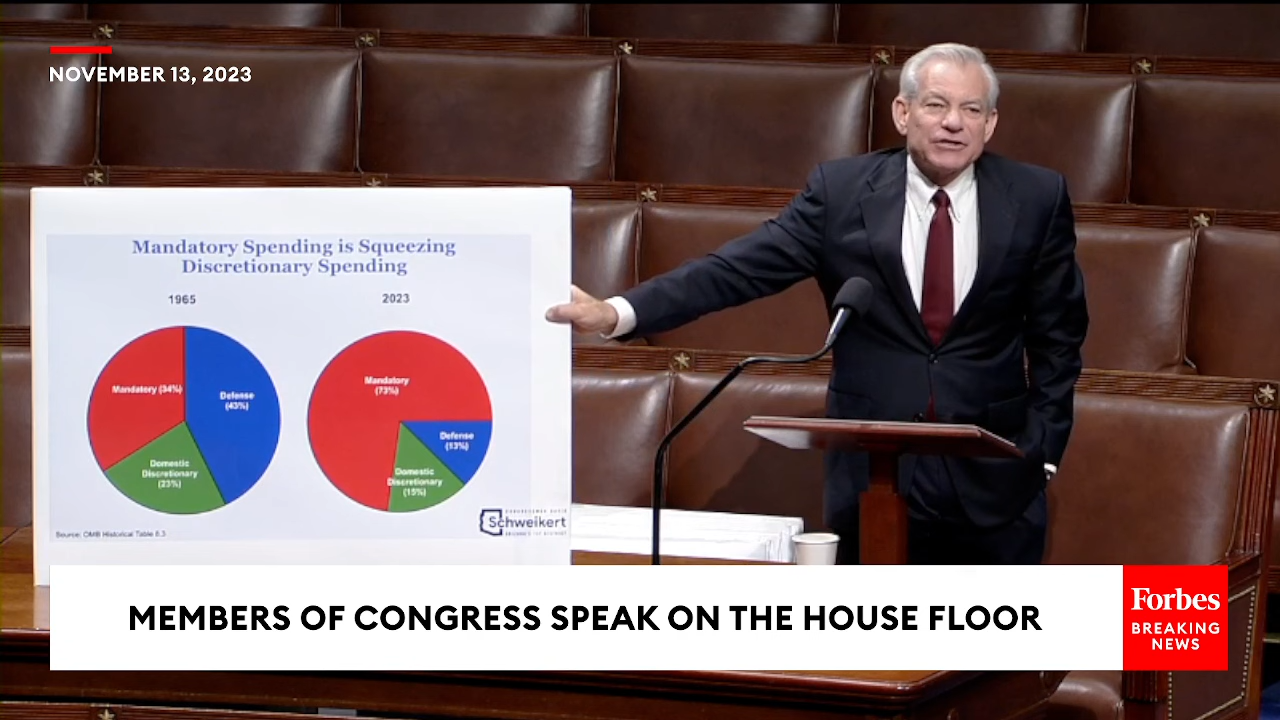 NOVEMBER 13, 2023
Mandatory Spending is Squeezing
Discretionary Spending
1965
2023
Mandatory (34%)
Defense
(43%)
Domestic
Discretionary
(23%)
Mandatory
(73%)
Defense
(13%)
Domestic
Discretionary
(15%)
Source: OMB Historical Table 8.3
CONGRESSMAN DAVID
Schweikert
MEMBERS OF CONGRESS SPEAK ON THE HOUSE FLOOR
Forbes
BREAKING
NEWS